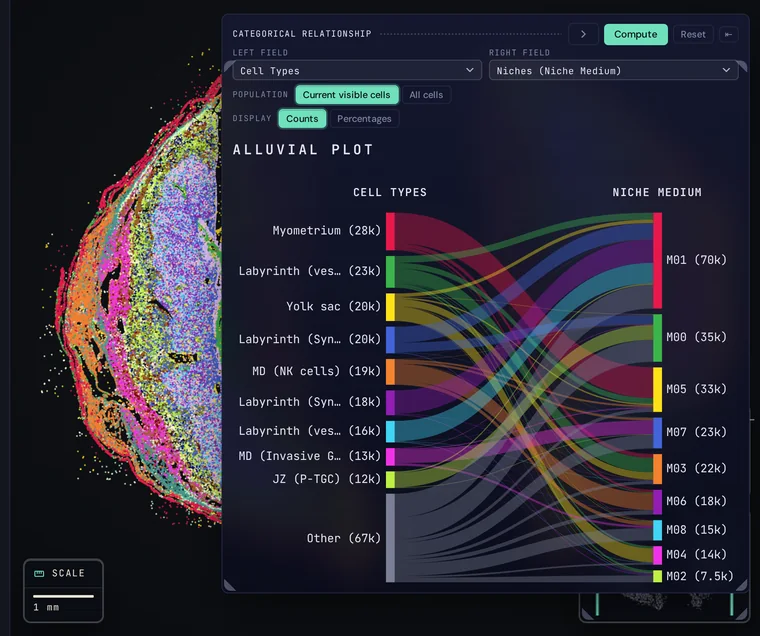 CATEGORICAL RELATIONSHIP
Compute
Reset
LEFT FIELD
RIGHT FIELD
Cell Types
Niches (Niche Medium)
POPULATION
Current visible cells
All cells
DISPLAY
Counts
Percentages
ALLUVIAL PLOT
CELL TYPES
NICHE MEDIUM
Myometrium (28k)
Labyrinth (ves… (23k)
Yolk sac (20k)
Labyrinth (Syn… (20k)
MD (NK cells) (19k)
Labyrinth (Syn… (18k)
Labyrinth (ves… (16k)
MD (Invasive G… (13k)
JZ (P-TGC) (12k)
Other (67k)
M01 (70k)
M00 (35k)
M05 (33k)
M07 (23k)
M03 (22k)
M06 (18k)
M08 (15k)
M04 (14k)
M02 (7.5k)
SCALE
1 mm